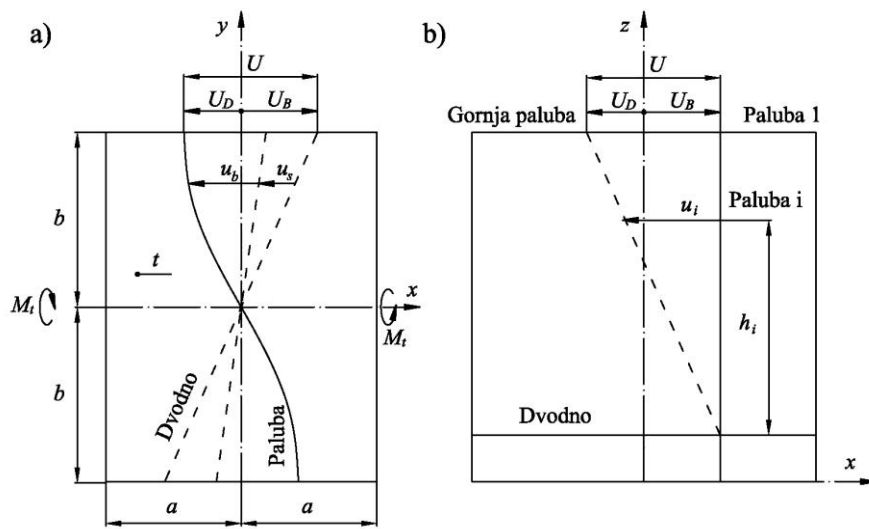 a)
y
U
U_D U_B
u_b u_s
b
t
M_t
x
M_t
b
Dvodno
Paluba
a a
b)
z
U
U_D U_B
Gornja paluba Paluba 1
Paluba i
u_i
h_i
Dvodno
x